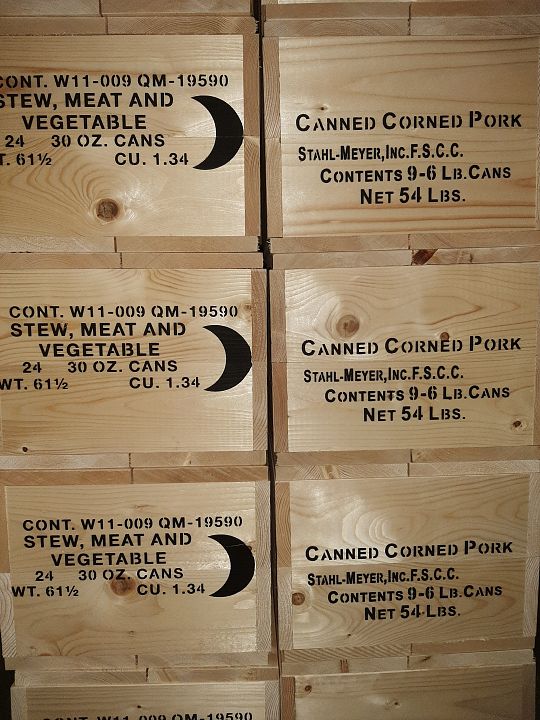 CONT. W11-009 QM-19590
STEW, MEAT AND
VEGETABLE
24 30 OZ. CANS
T. 61½ CU. 1.34
CANNED CORNED PORK
STAHL-MEYER,INC.F.S.C.C.
CONTENTS 9-6 LB.CANS
NET 54 LBS.
CONT. W11-009 QM-19590
STEW, MEAT AND
VEGETABLE
24 30 OZ. CANS
WT. 61½ CU. 1.34
CANNED CORNED PORK
STAHL-MEYER,INC.F.S.C.C.
CONTENTS 9-6 LB.CANS
NET 54 LBS.
CONT. W11-009 QM-19590
STEW, MEAT AND
VEGETABLE
24 30 OZ. CANS
WT. 61½ CU. 1.34
CANNED CORNED PORK
STAHL-MEYER,INC.F.S.C.C.
CONTENTS 9-6 LB.CANS
NET 54 LBS.
CONT. W11-009 QM-19590